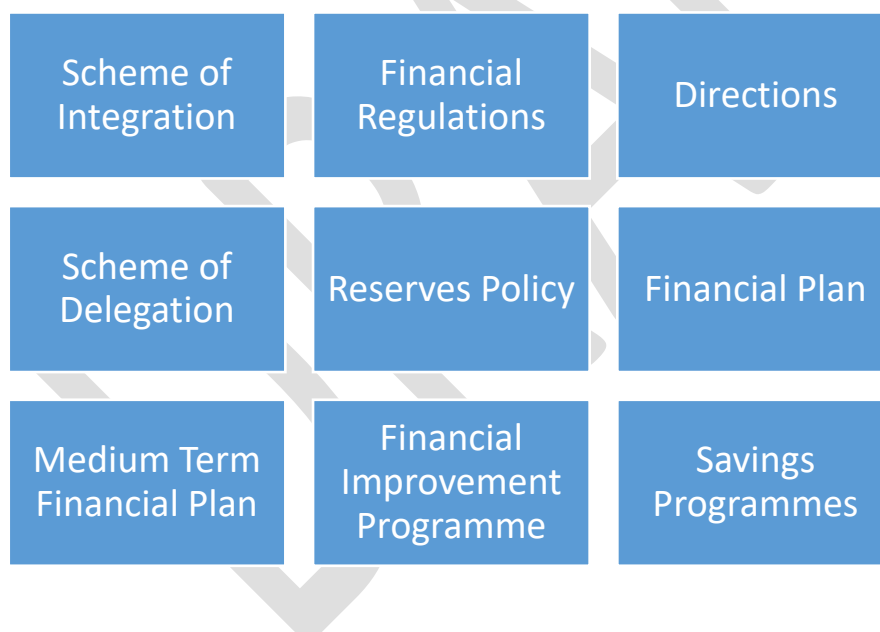 Scheme of
Integration
Financial
Regulations
Directions
Scheme of
Delegation
Reserves Policy
Financial Plan
Medium Term
Financial Plan
Financial
Improvement
Programme
Savings
Programmes